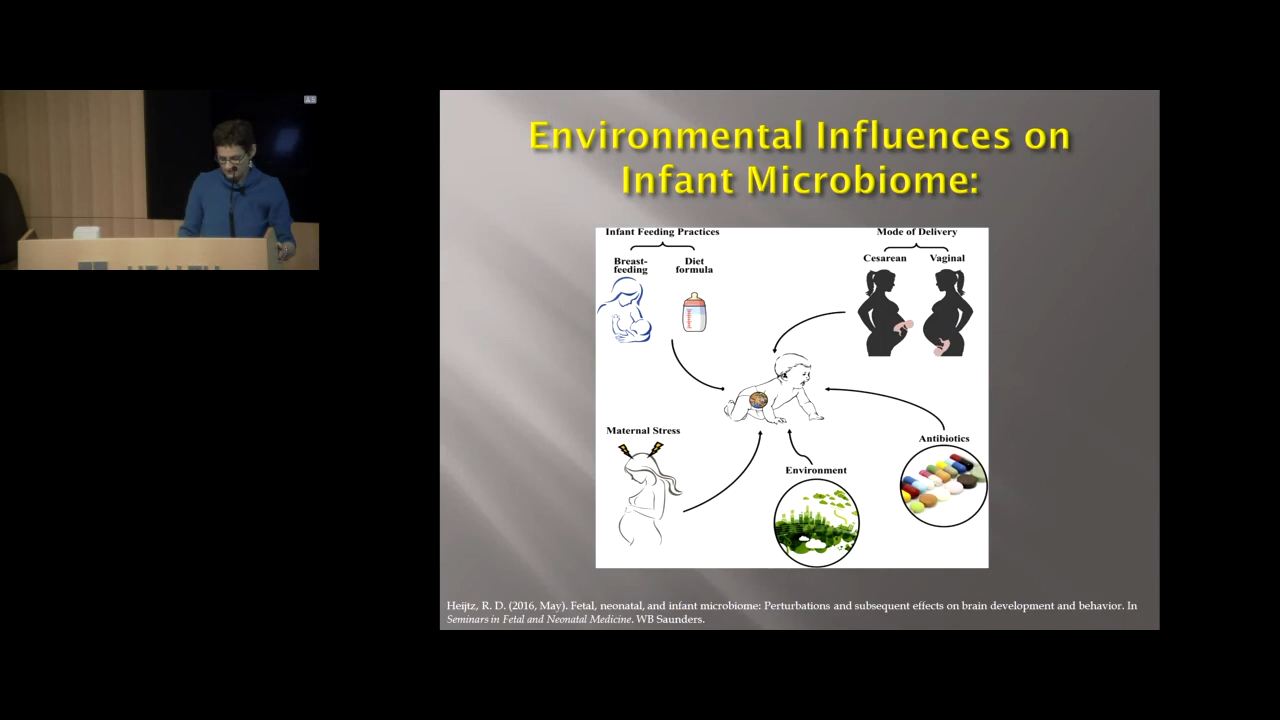 Environmental Influences on
Infant Microbiome:
Infant Feeding Practices
Breast-
feeding
Diet
formula
Mode of Delivery
Cesarean
Vaginal
Maternal Stress
Environment
Antibiotics
Heijtz, R. D. (2016, May). Fetal, neonatal, and infant microbiome: Perturbations and subsequent effects on brain development and behavior. In
Seminars in Fetal and Neonatal Medicine. WB Saunders.